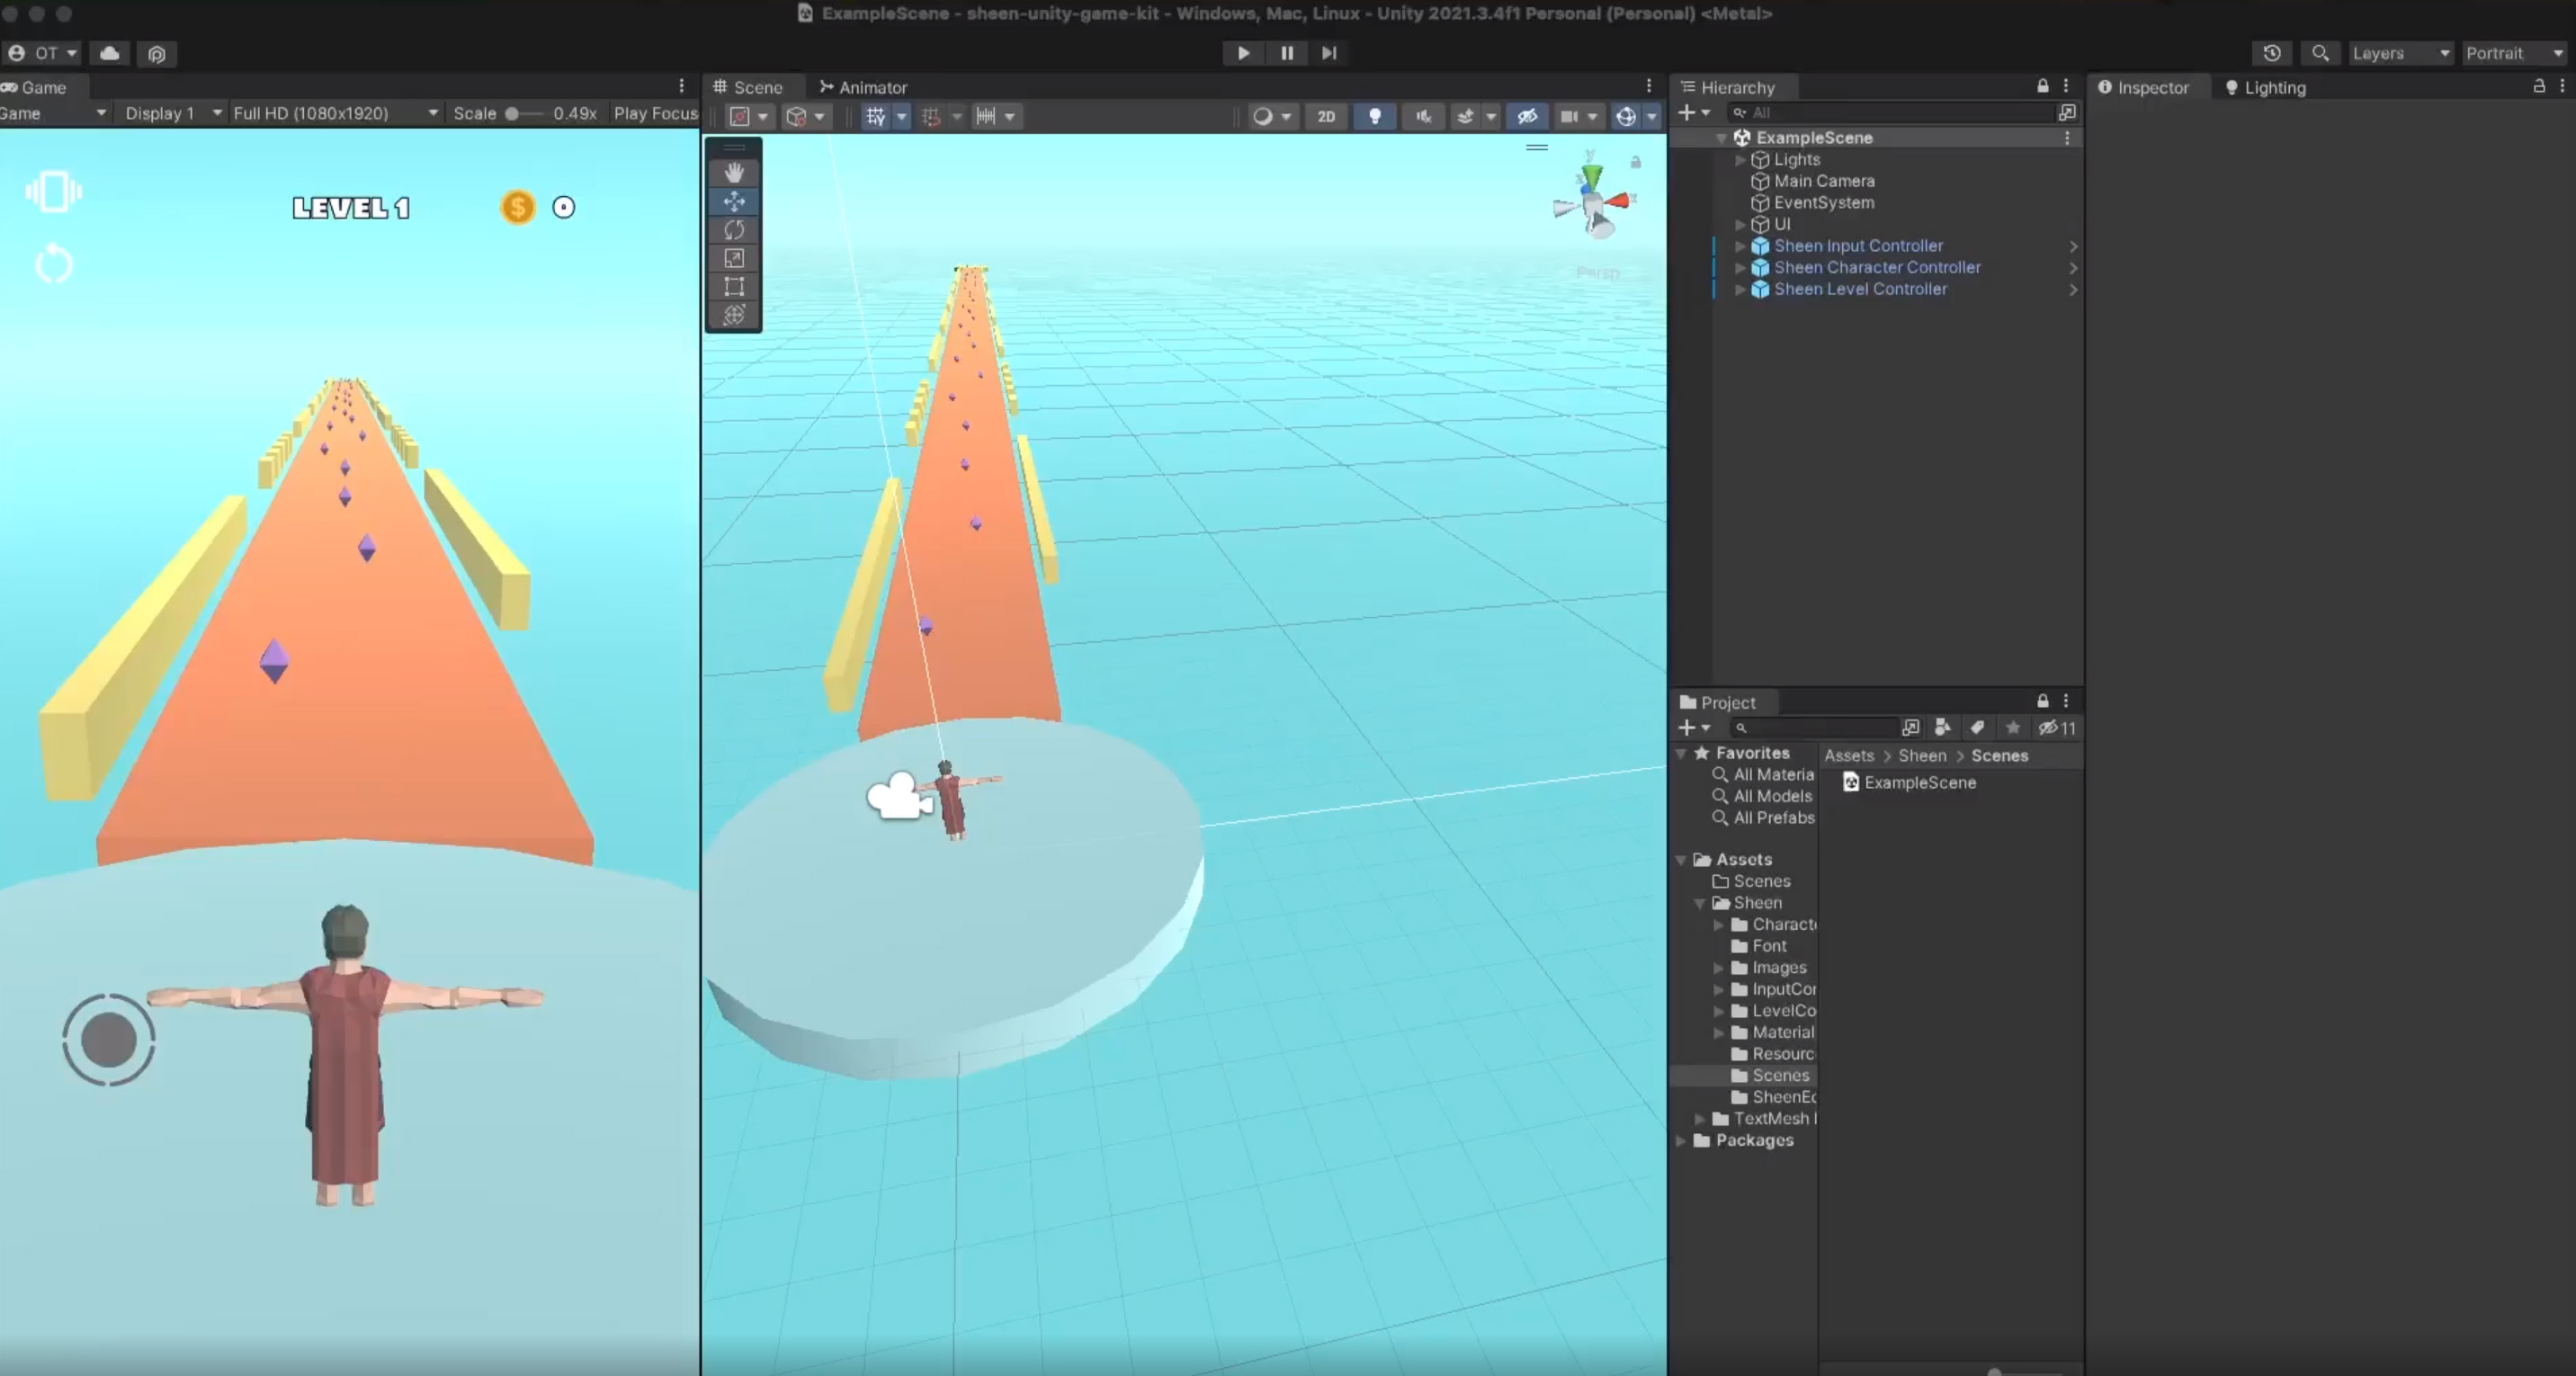 ExampleScene - sheen-unity-game-kit - Windows, Mac, Linux - Unity 2021.3.4f1 Personal (Personal) <Metal>
OT
Layers
Portrait
Game
Game
Display 1
Full HD (1080x1920)
Scale
0.49x
Play Focus
LEVEL 1
$
0
Scene
Animator
2D
y
x
Persp
Hierarchy
All
ExampleScene
Lights
Main Camera
EventSystem
UI
Sheen Input Controller
Sheen Character Controller
Sheen Level Controller
Project
11
Favorites
All Materia
All Models
All Prefabs
Assets
Scenes
Sheen
Characte
Font
Images
InputCon
LevelCo
Material
Resourc
Scenes
SheenEd
TextMesh
Packages
Assets > Sheen > Scenes
ExampleScene
Inspector
Lighting